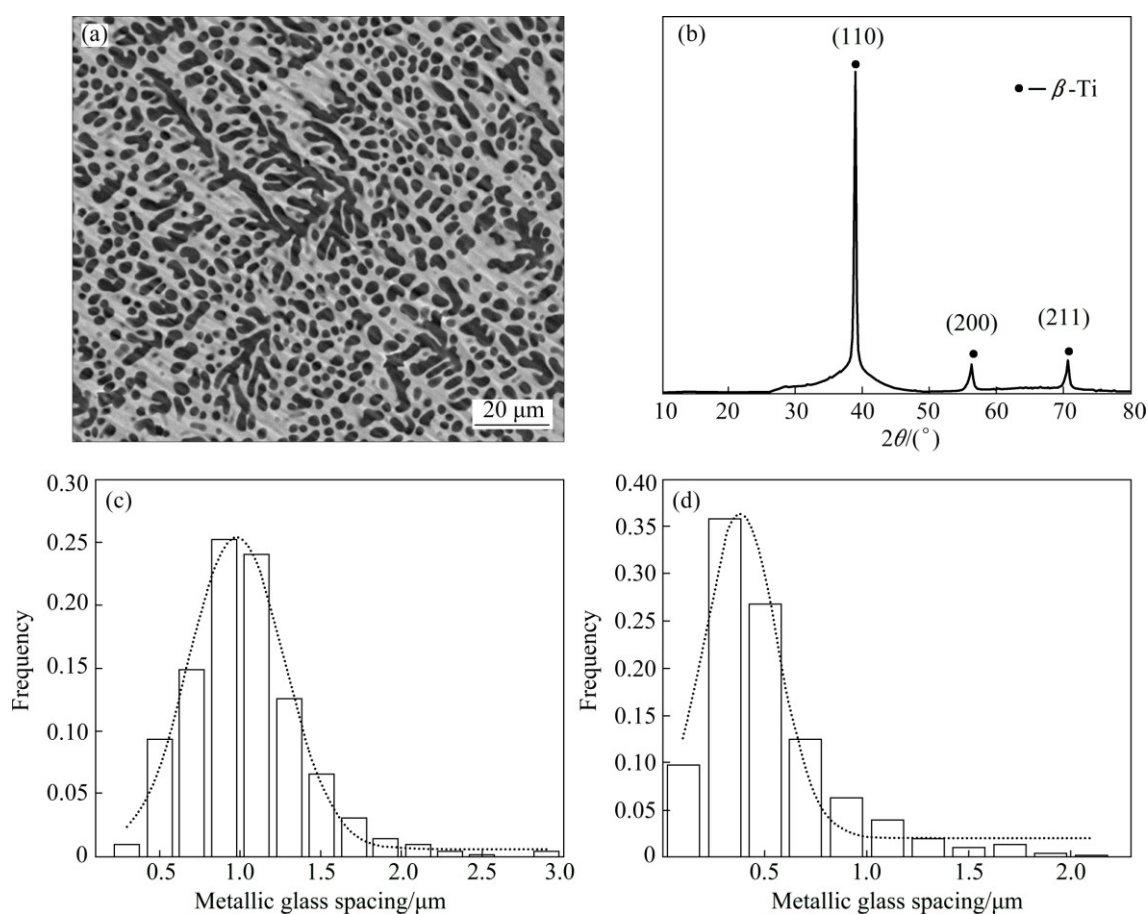 (a)
20 μm
(b)
(110)
●—β-Ti
(200)
(211)
10 20 30 40 50 60 70 80
2θ/(°)
(c)
0.30
0.25
0.20
0.15
0.10
0.05
0
Frequency
0.5 1.0 1.5 2.0 2.5 3.0
Metallic glass spacing/μm
(d)
0.40
0.35
0.30
0.25
0.20
0.15
0.10
0.05
0
Frequency
0.5 1.0 1.5 2.0
Metallic glass spacing/μm